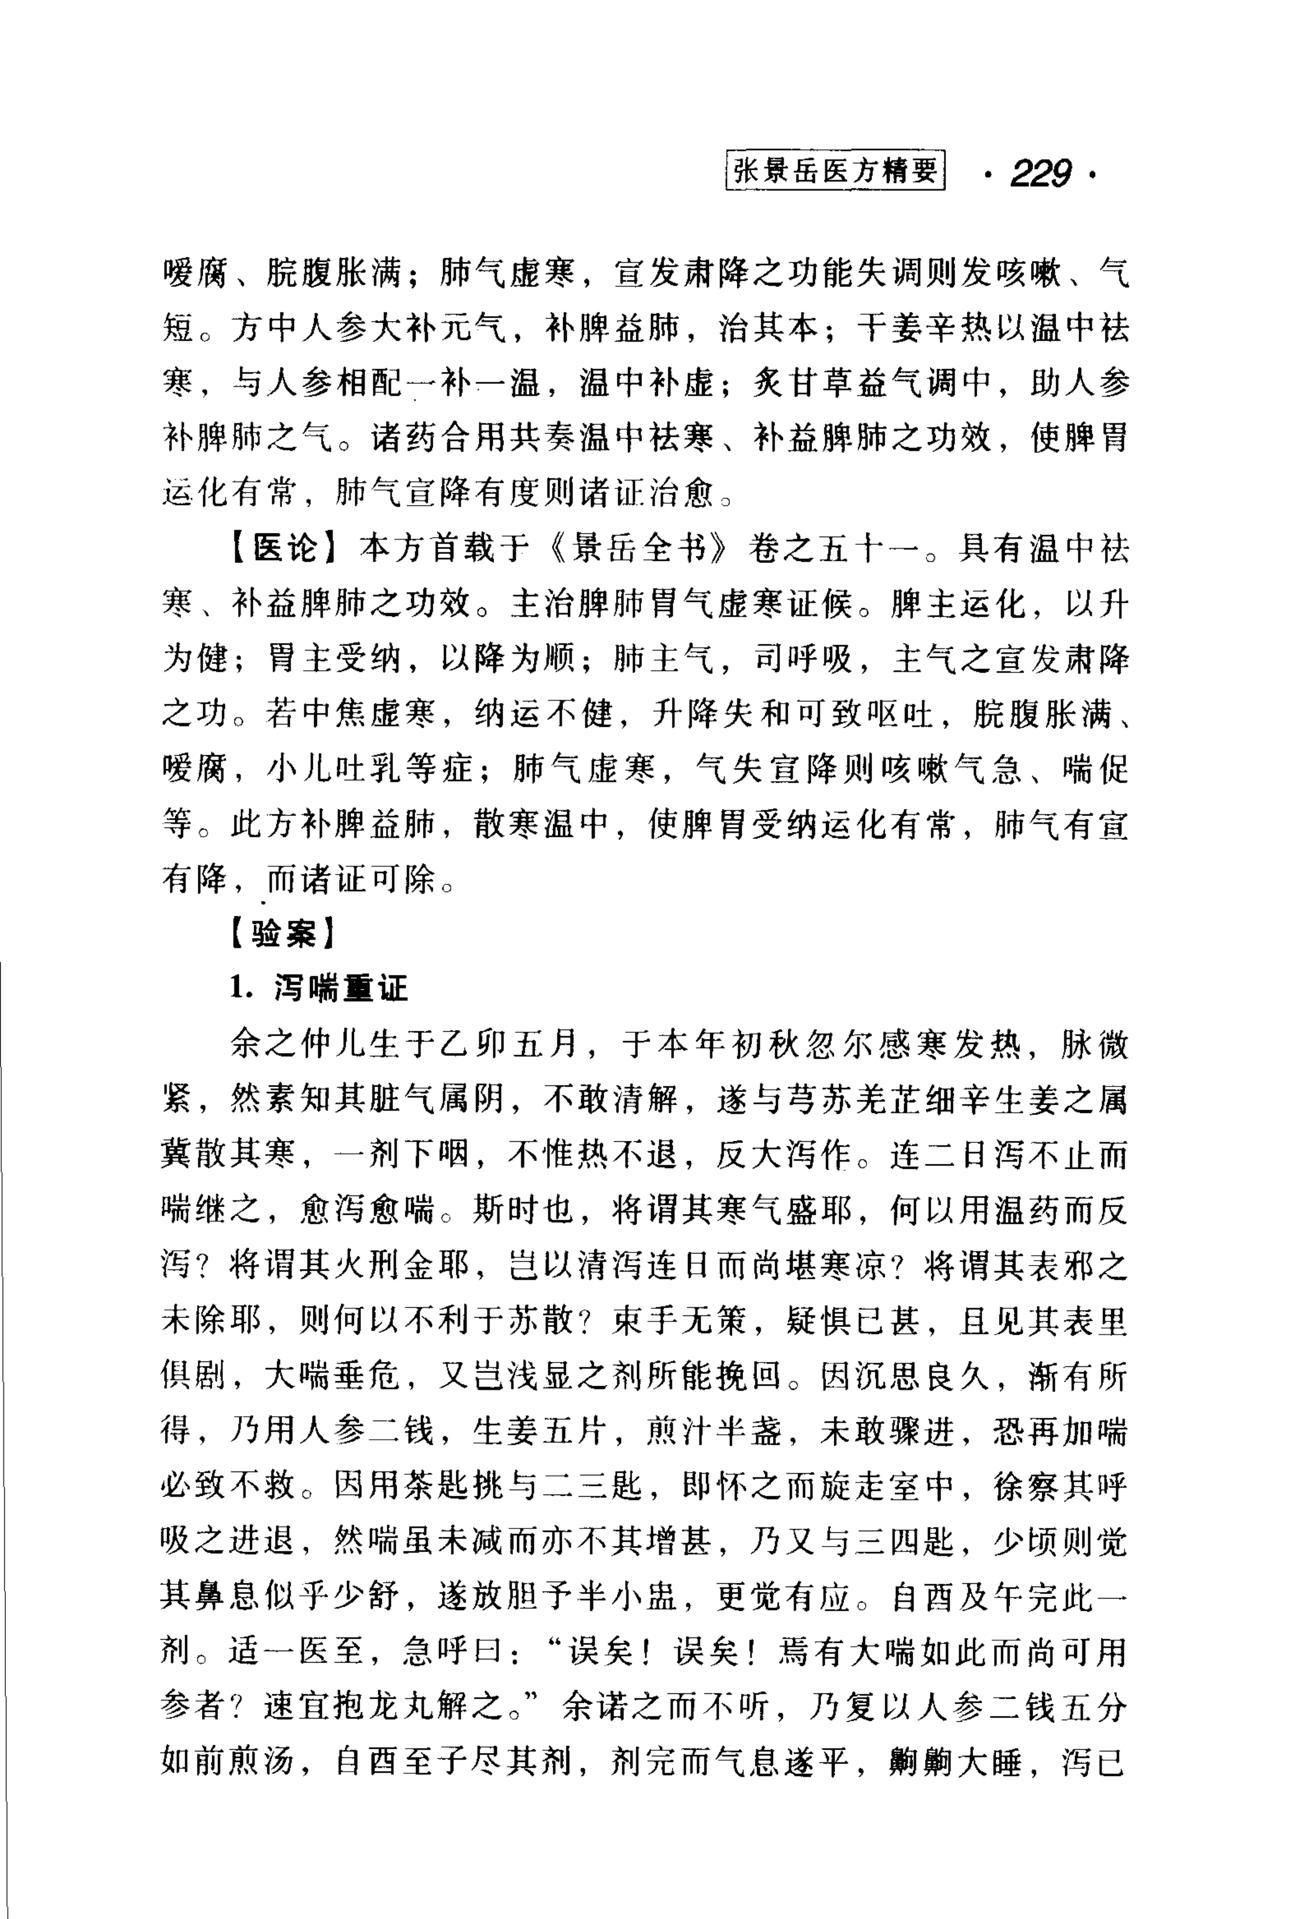 张景岳医方精要 · 229 ·
嗳腐、脘腹胀满；肺气虚寒，宣发肃降之功能失调则发咳嗽、气
短。方中人参大补元气，补脾益肺，治其本；干姜辛热以温中祛
寒，与人参相配一补一温，温中补虚；炙甘草益气调中，助人参
补脾肺之气。诸药合用共奏温中祛寒、补益脾肺之功效，使脾胃
运化有常，肺气宣降有度则诸证治愈。
【医论】本方首载于《景岳全书》卷之五十一。具有温中祛
寒、补益脾肺之功效。主治脾肺胃气虚寒证候。脾主运化，以升
为健；胃主受纳，以降为顺；肺主气，司呼吸，主气之宣发肃降
之功。若中焦虚寒，纳运不健，升降失和可致呕吐，脘腹胀满、
嗳腐，小儿吐乳等症；肺气虚寒，气失宣降则咳嗽气急、喘促
等。此方补脾益肺，散寒温中，使脾胃受纳运化有常，肺气有宣
有降，而诸证可除。
【验案】
1. 泻喘重证
余之仲儿生于乙卯五月，于本年初秋忽尔感寒发热，脉微
紧，然素知其脏气属阴，不敢清解，遂与芎苏羌芷细辛生姜之属
冀散其寒，一剂下咽，不惟热不退，反大泻作。连二日泻不止而
喘继之，愈泻愈喘。斯时也，将谓其寒气盛耶，何以用温药而反
泻？将谓其火刑金耶，岂以清泻连日而尚堪寒凉？将谓其表邪之
未除耶，则何以不利于苏散？束手无策，疑惧已甚，且见其表里
俱剧，大喘垂危，又岂浅显之剂所能挽回。因沉思良久，渐有所
得，乃用人参二钱，生姜五片，煎汁半盏，未敢骤进，恐再加喘
必致不救。因用茶匙挑与二三匙，即怀之而旋走室中，徐察其呼
吸之进退，然喘虽未减而亦不其增甚，乃又与三四匙，少顷则觉
其鼻息似乎少舒，遂放胆予半小盅，更觉有应。自酉及午完此一
剂。适一医至，急呼曰：“误矣！误矣！焉有大喘如此而尚可用
参者？速宜抱龙丸解之。”余诺之而不听，乃复以人参二钱五分
如前煎汤，自酉至子尽其剂，剂完而气息遂平，齁齁大睡，泻已